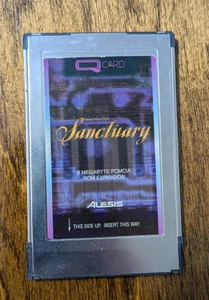 Q CARD
Sanctuary
8 MEGABYTE PCMCIA
ROM EXPANSION
ALESIS
↓ THIS SIDE UP. INSERT THIS WAY.